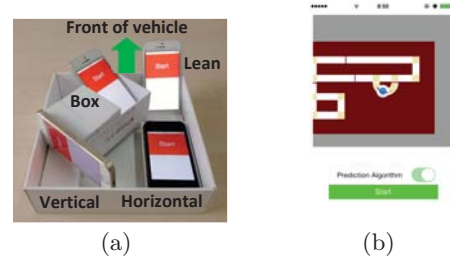 Front of vehicle
Lean
Start
Start
Box
Start
Vertical
Horizontal
(a)
Prediction Algorithm
Start
(b)